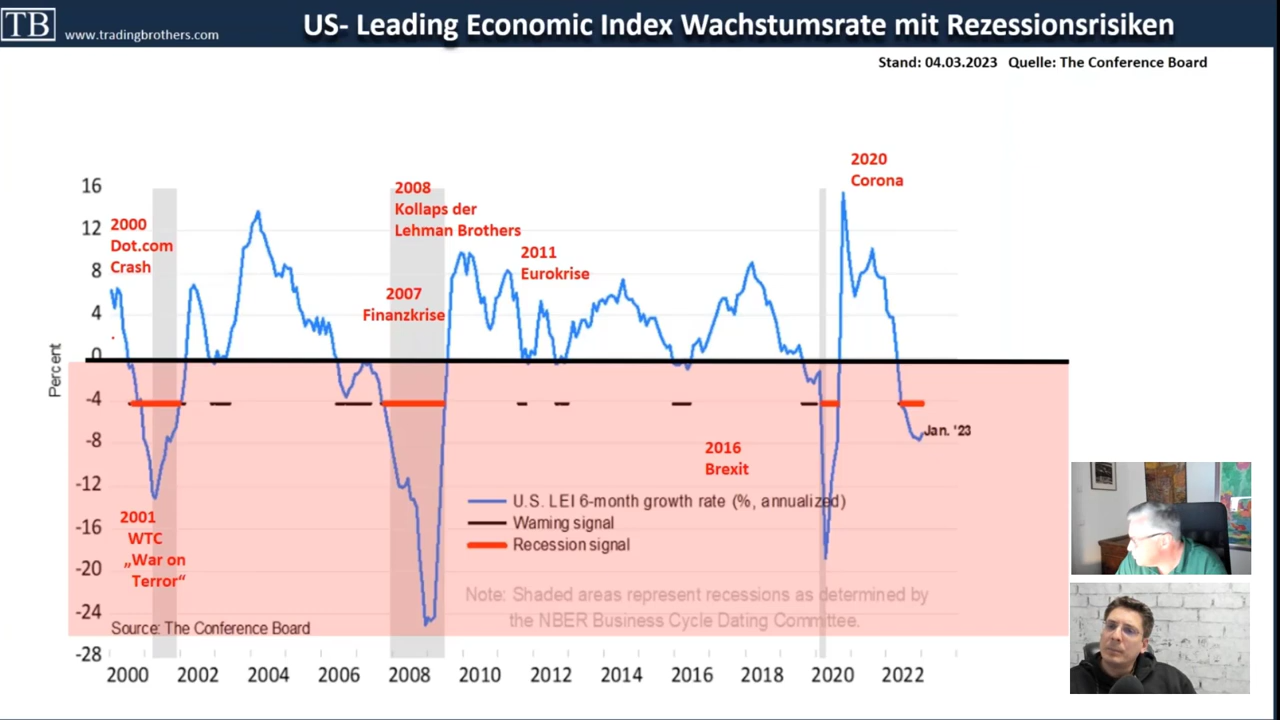 TB
www.tradingbrothers.com
US- Leading Economic Index Wachstumsrate mit Rezessionsrisiken
Stand: 04.03.2023 Quelle: The Conference Board
Percent
16
12
8
4
0
-4
-8
-12
-16
-20
-24
-28
2000
Dot.com
Crash
2001
WTC
„War on
Terror“
2007
Finanzkrise
2008
Kollaps der
Lehman Brothers
2011
Eurokrise
2016
Brexit
2020
Corona
Jan. '23
U.S. LEI 6-month growth rate (%, annualized)
Warning signal
Recession signal
Note: Shaded areas represent recessions as determined by
the NBER Business Cycle Dating Committee.
Source: The Conference Board
2000 2002 2004 2006 2008 2010 2012 2014 2016 2018 2020 2022